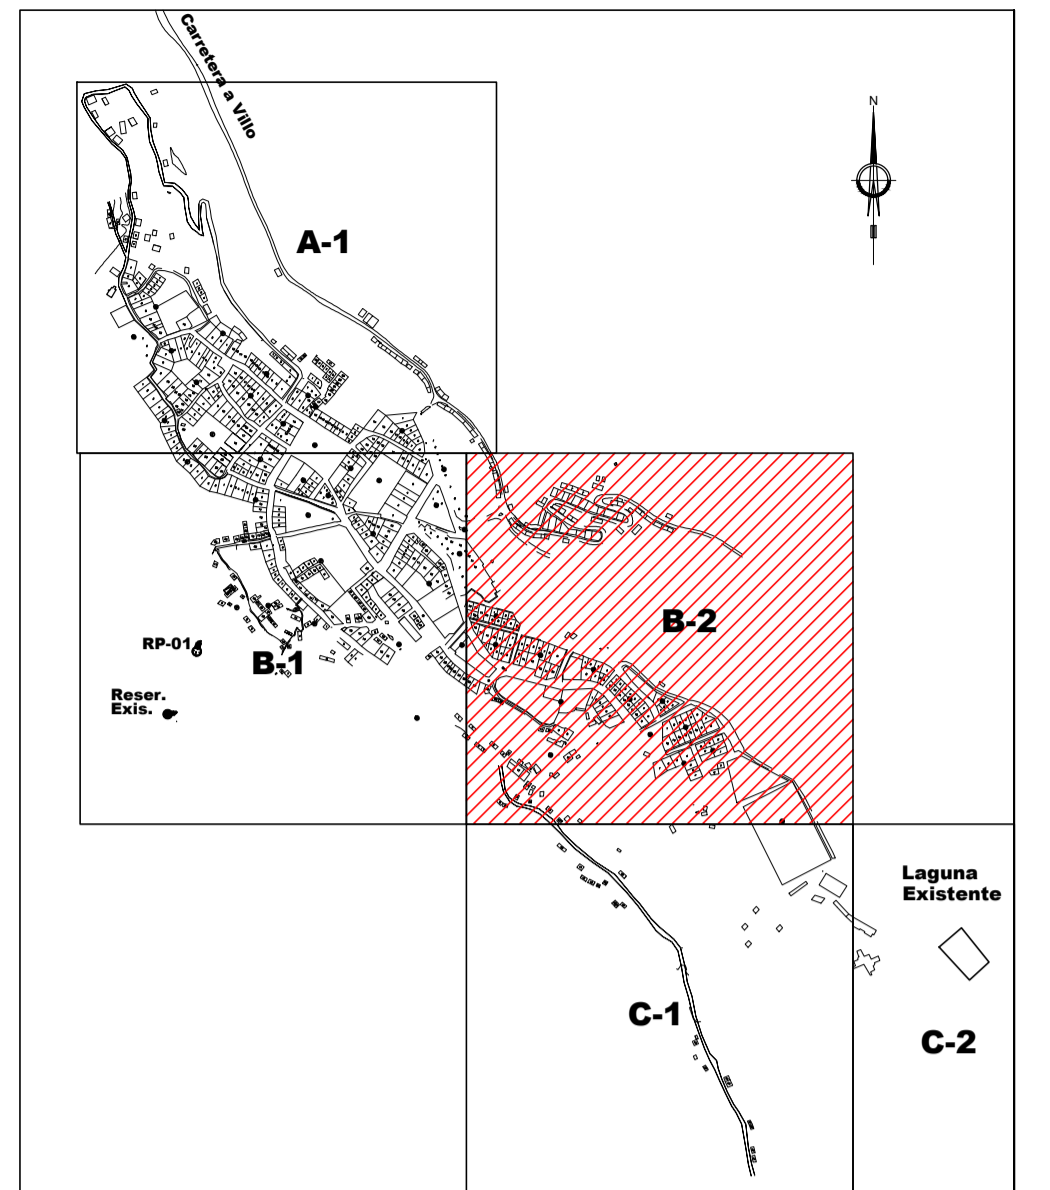 Carretera a Villo
N
A-1
B-2
RP-01
B-1
Reser.
Exis.
Laguna
Existente
C-1
C-2